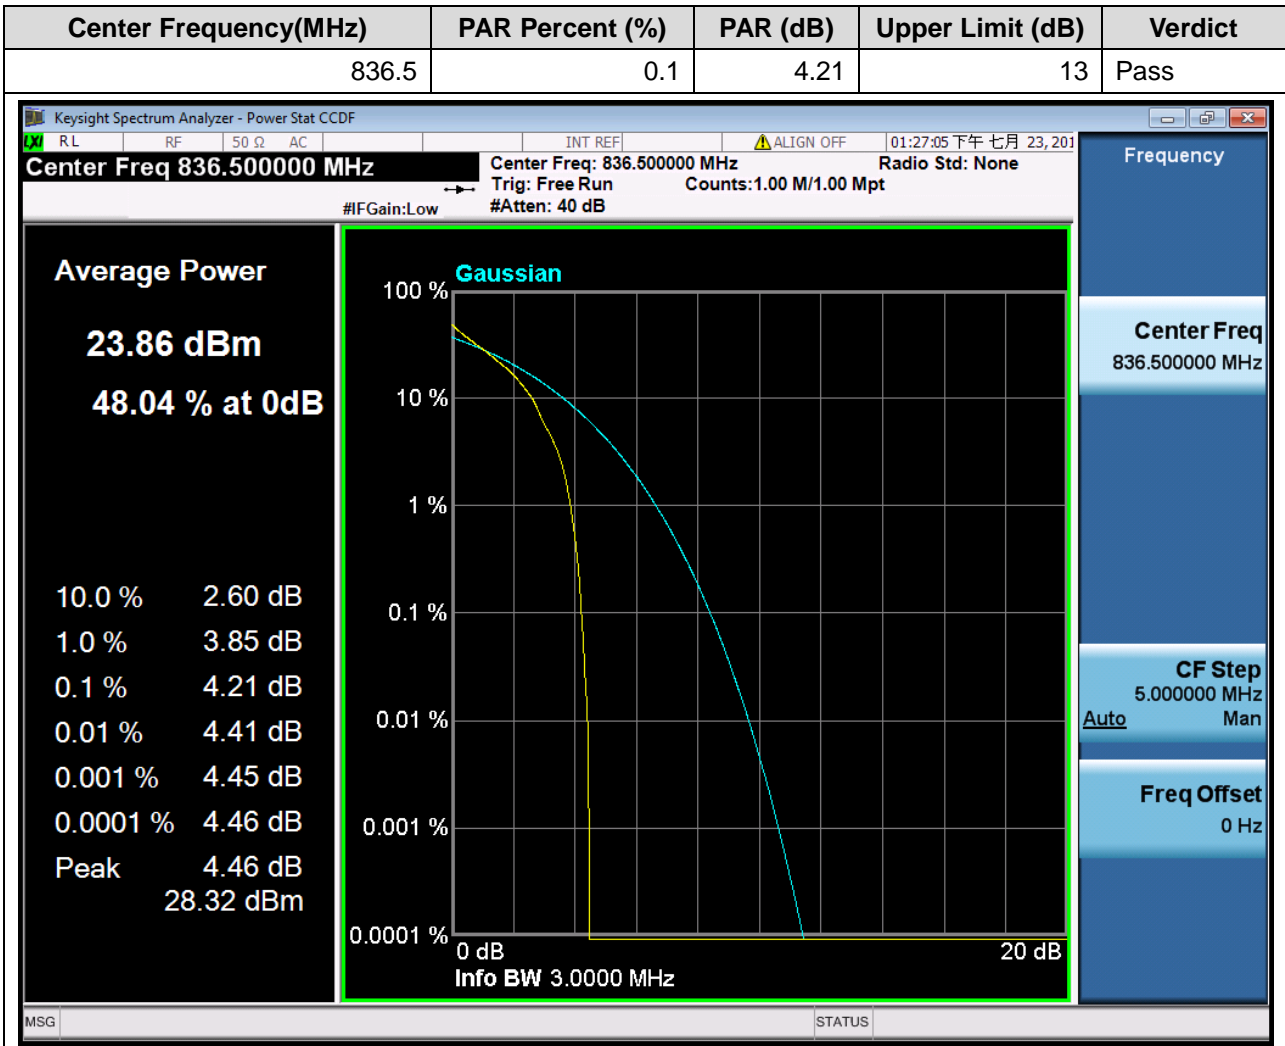 Center Frequency(MHz) PAR Percent (%) PAR (dB) Upper Limit (dB) Verdict
836.5 0.1 4.21 13 Pass
Keysight Spectrum Analyzer - Power Stat CCDF
LXI RL RF 50 Ω AC INT REF ALIGN OFF 01:27:05 下午 七月 23, 201
Center Freq 836.500000 MHz
Center Freq: 836.500000 MHz Radio Std: None
Trig: Free Run Counts:1.00 M/1.00 Mpt
#IFGain:Low #Atten: 40 dB
Frequency
Center Freq
836.500000 MHz
CF Step
5.000000 MHz
Auto Man
Freq Offset
0 Hz
Average Power
23.86 dBm
48.04 % at 0dB
10.0 % 2.60 dB
1.0 % 3.85 dB
0.1 % 4.21 dB
0.01 % 4.41 dB
0.001 % 4.45 dB
0.0001 % 4.46 dB
Peak 4.46 dB
28.32 dBm
Gaussian
100 %
10 %
1 %
0.1 %
0.01 %
0.001 %
0.0001 %
0 dB 20 dB
Info BW 3.0000 MHz
MSG STATUS